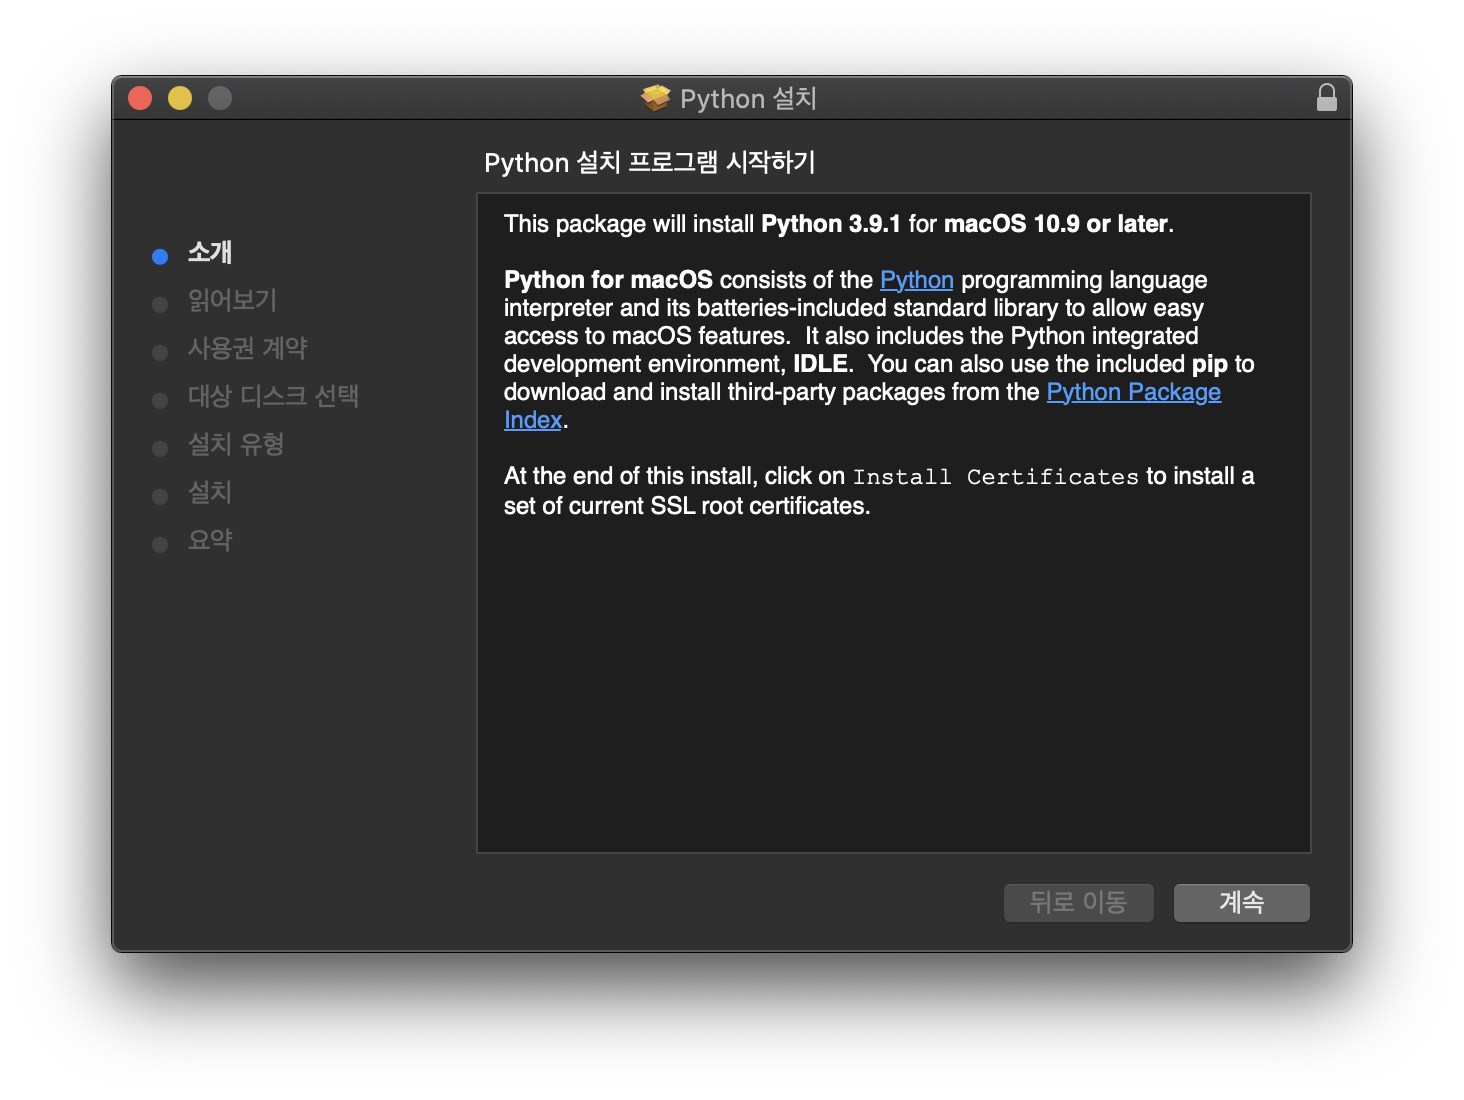 Python 설치
Python 설치 프로그램 시작하기
소개
읽어보기
사용권 계약
대상 디스크 선택
설치 유형
설치
요약
This package will install Python 3.9.1 for macOS 10.9 or later.
Python for macOS consists of the Python programming language
interpreter and its batteries-included standard library to allow easy
access to macOS features.  It also includes the Python integrated
development environment, IDLE.  You can also use the included pip to
download and install third-party packages from the Python Package
Index.
At the end of this install, click on Install Certificates to install a
set of current SSL root certificates.
뒤로 이동
계속